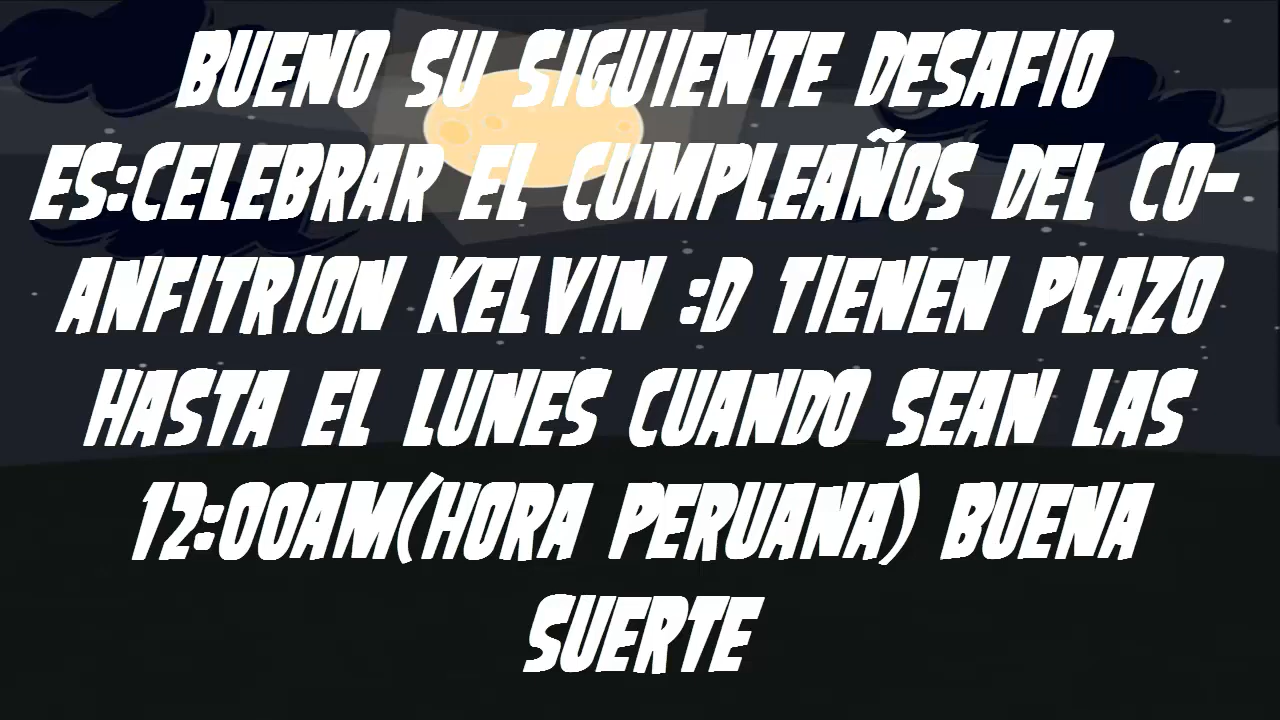 BUENO SU SIGUIENTE DESAFIO
ES:CELEBRAR EL CUMPLEAÑOS DEL CO-
ANFITRION KELVIN :D TIENEN PLAZO
HASTA EL LUNES CUANDO SEAN LAS
12:00AM(HORA PERUANA) BUENA
SUERTE